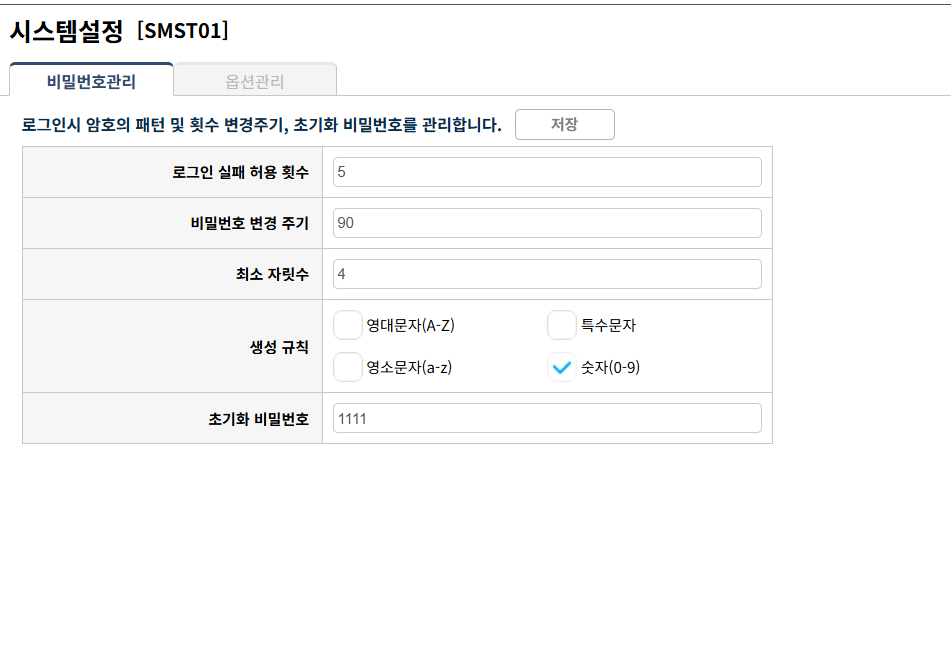 시스템설정 [SMST01]
비밀번호관리 옵션관리
로그인시 암호의 패턴 및 횟수 변경주기, 초기화 비밀번호를 관리합니다. 저장
로그인 실패 허용 횟수 5
비밀번호 변경 주기 90
최소 자릿수 4
생성 규칙
영대문자(A-Z) 특수문자
영소문자(a-z) 숫자(0-9)
초기화 비밀번호 1111